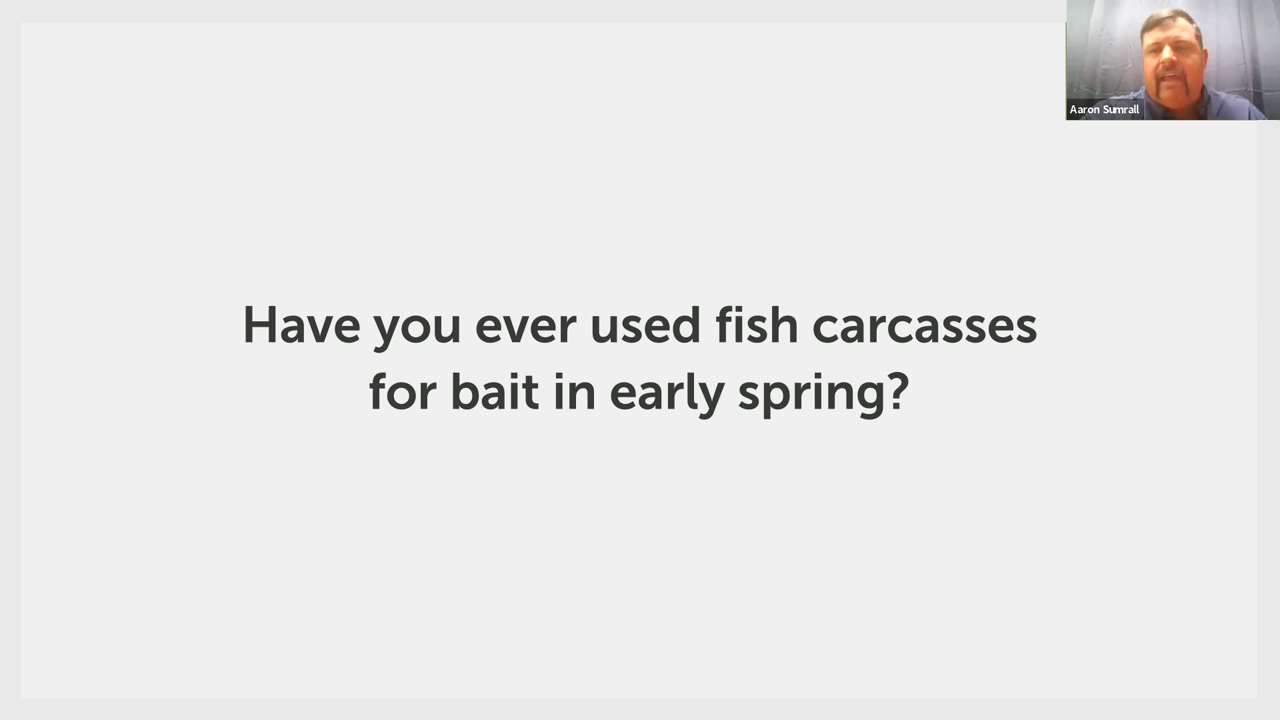 Aaron Sumrall
Have you ever used fish carcasses
for bait in early spring?